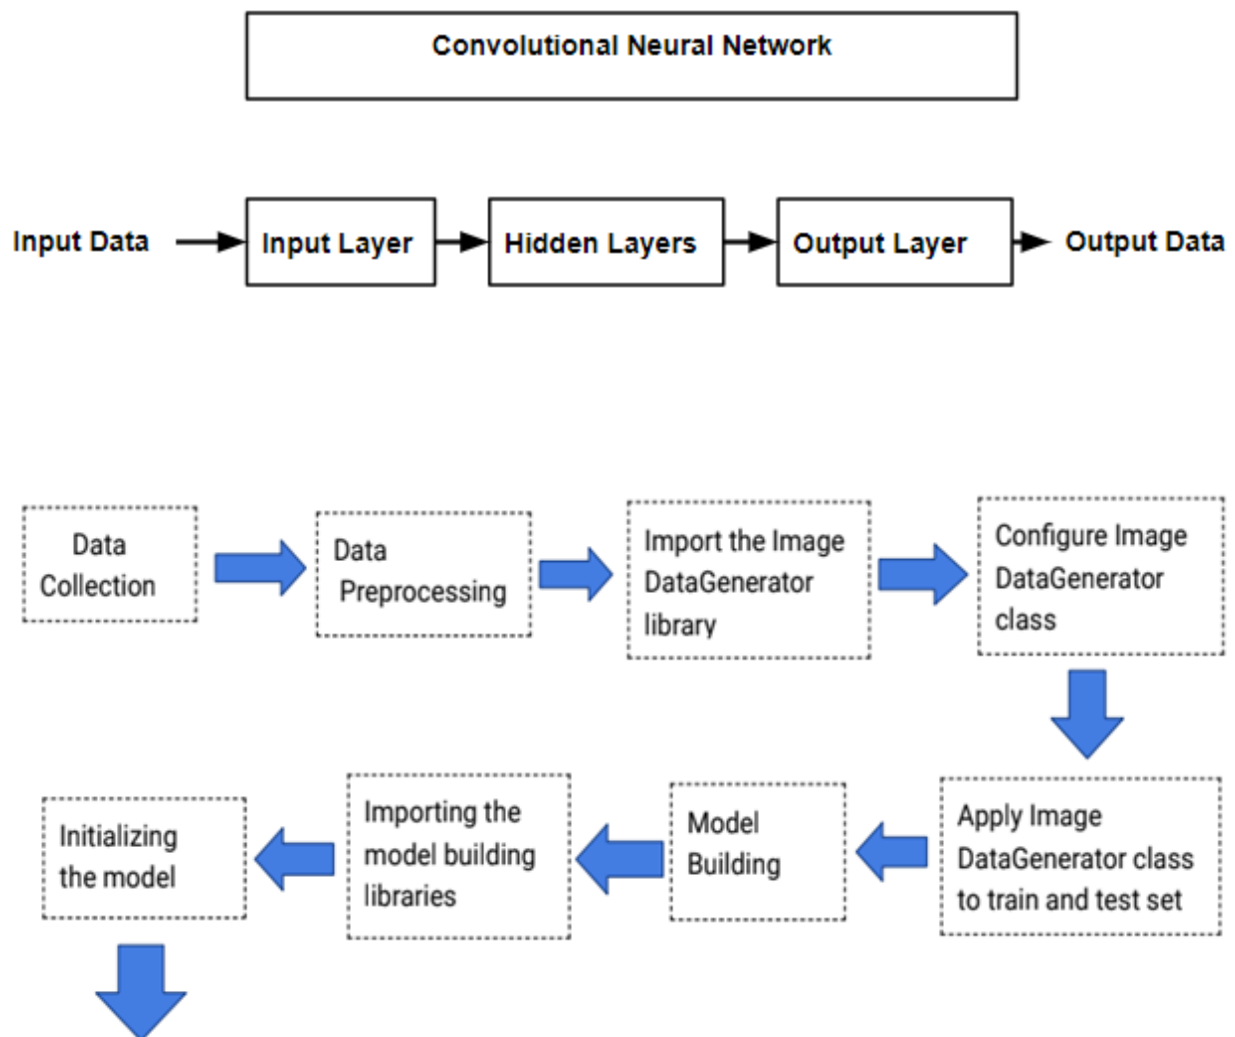 Convolutional Neural Network
Input Data
Input Layer
Hidden Layers
Output Layer
Output Data
Data
Collection
Data
Preprocessing
Import the Image
DataGenerator
library
Configure Image
DataGenerator
class
Apply Image
DataGenerator class
to train and test set
Model
Building
Importing the
model building
libraries
Initializing
the model